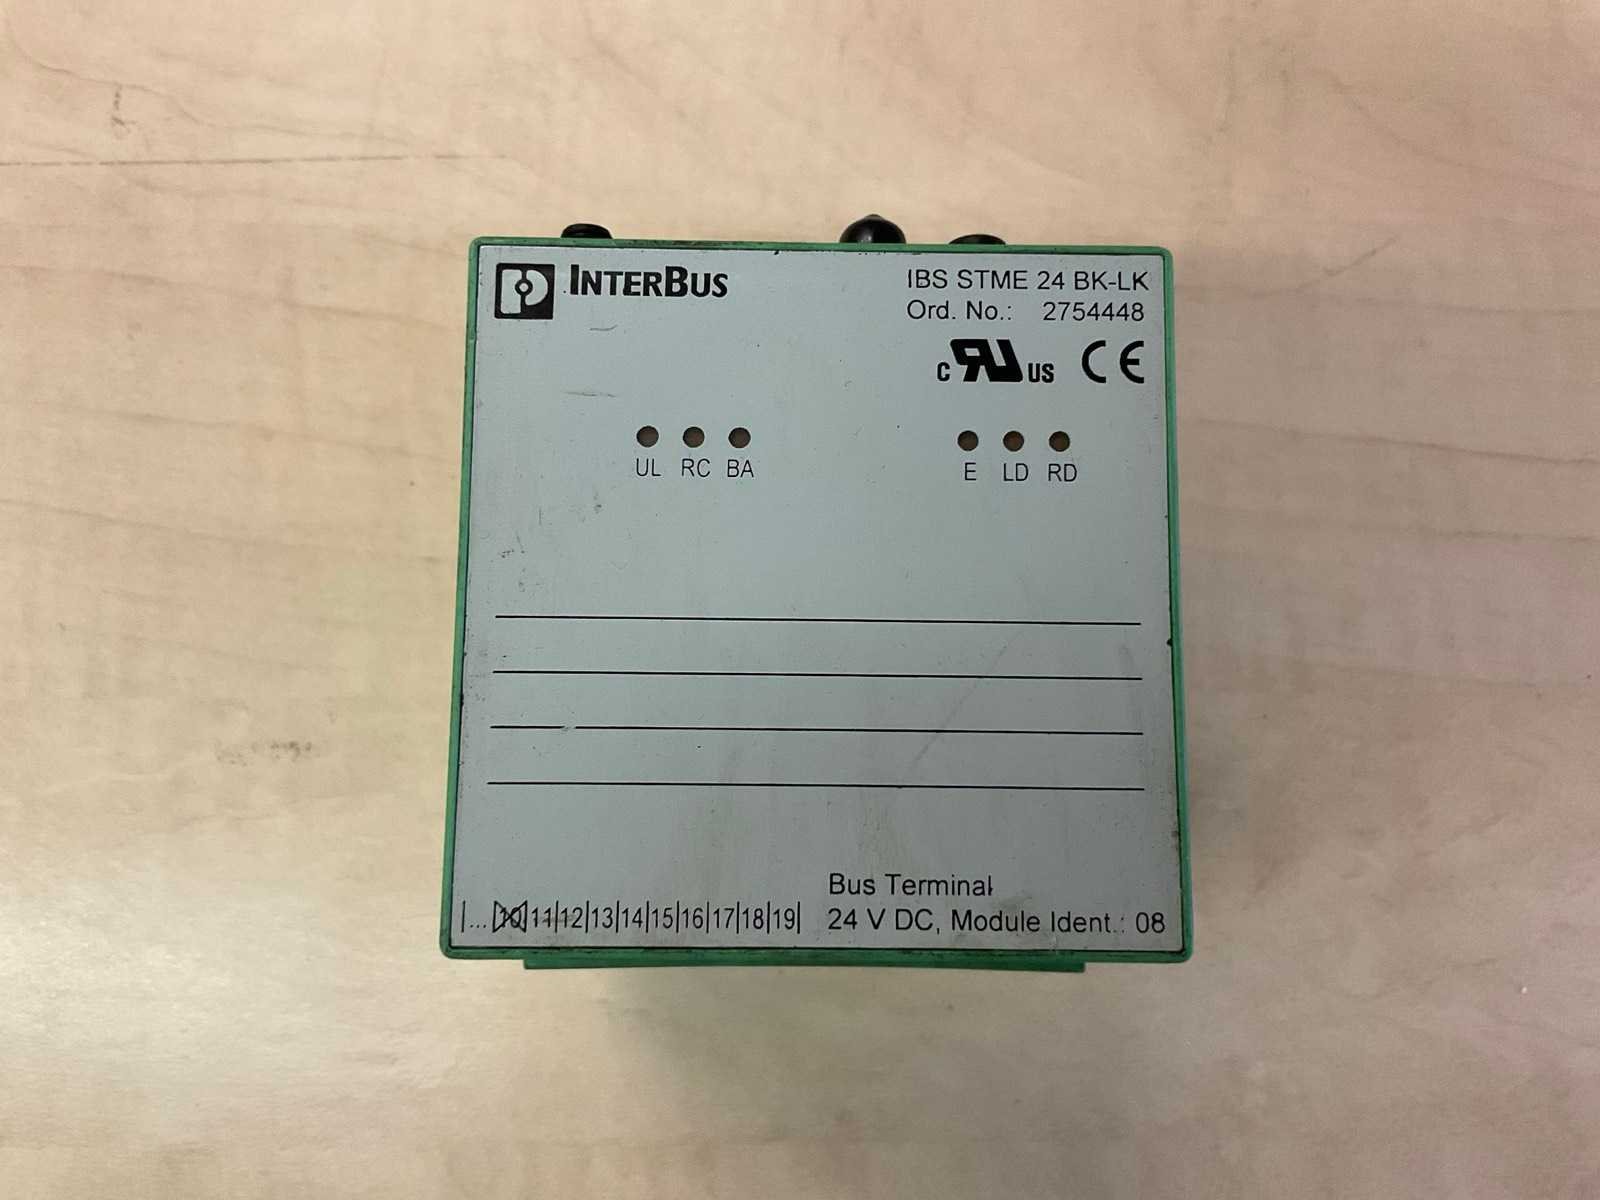 INTERBUS
IBS STME 24 BK-LK
Ord. No.: 2754448
c RU US CE
UL RC BA
E LD RD
Bus Terminal
|...|10|11|12|13|14|15|16|17|18|19|
24 V DC, Module Ident.: 08